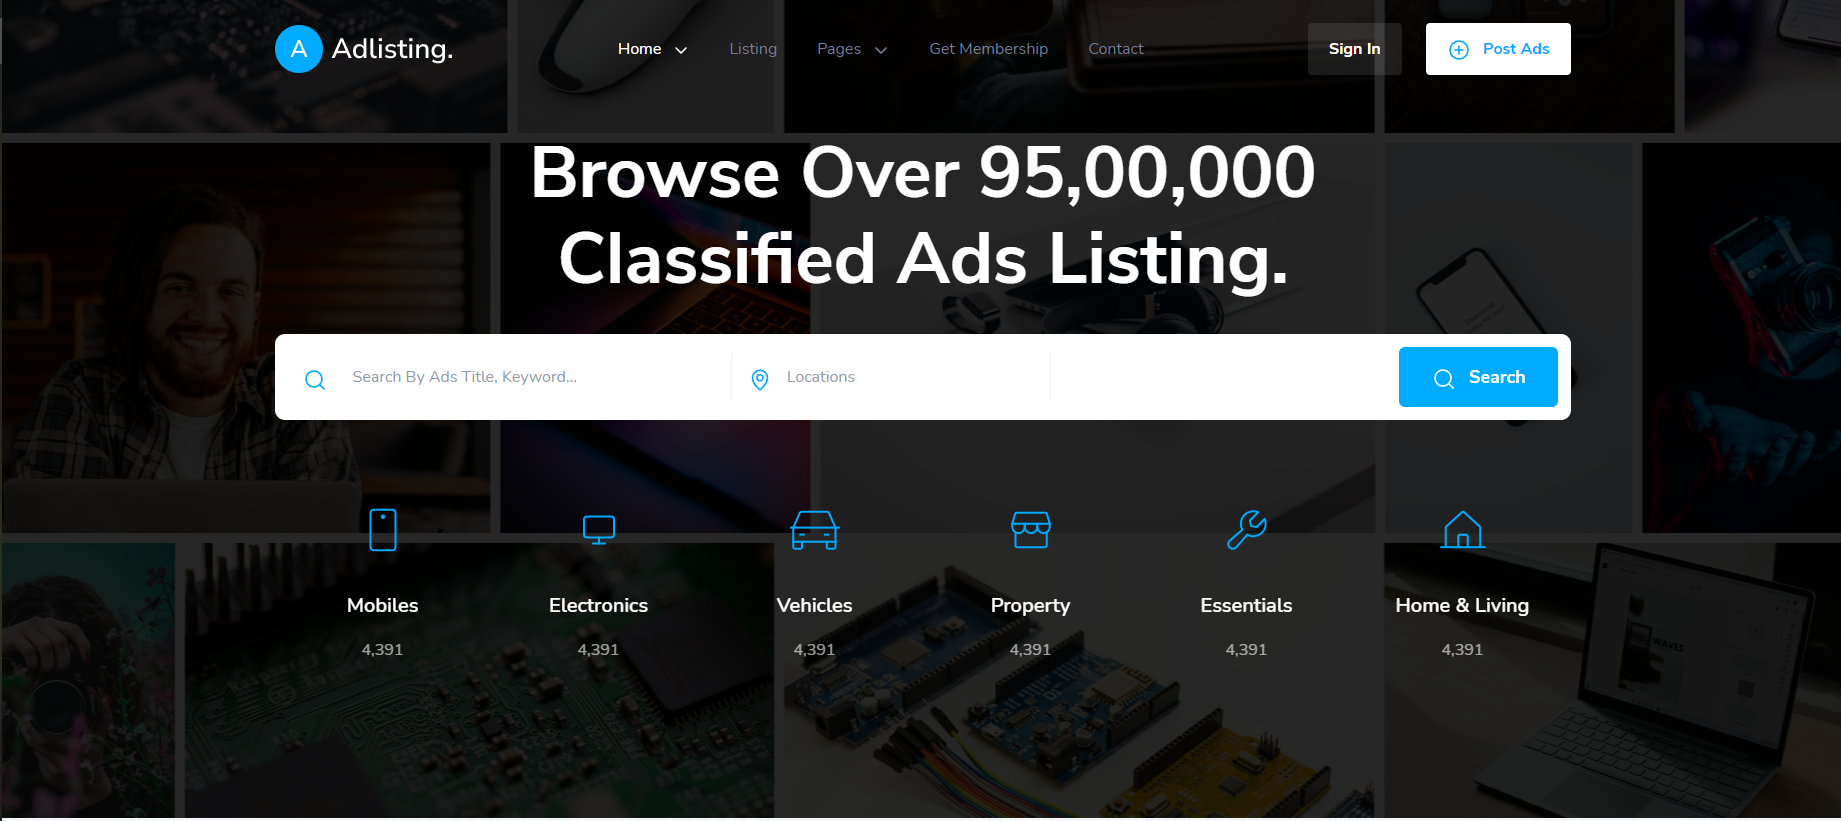 A Adlisting.
Home Listing Pages Get Membership Contact
Sign In
Post Ads
Browse Over 95,00,000
Classified Ads Listing.
Search By Ads Title, Keyword...
Locations
Search
Mobiles
4,391
Electronics
4,391
Vehicles
4,391
Property
4,391
Essentials
4,391
Home & Living
4,391
WAVES